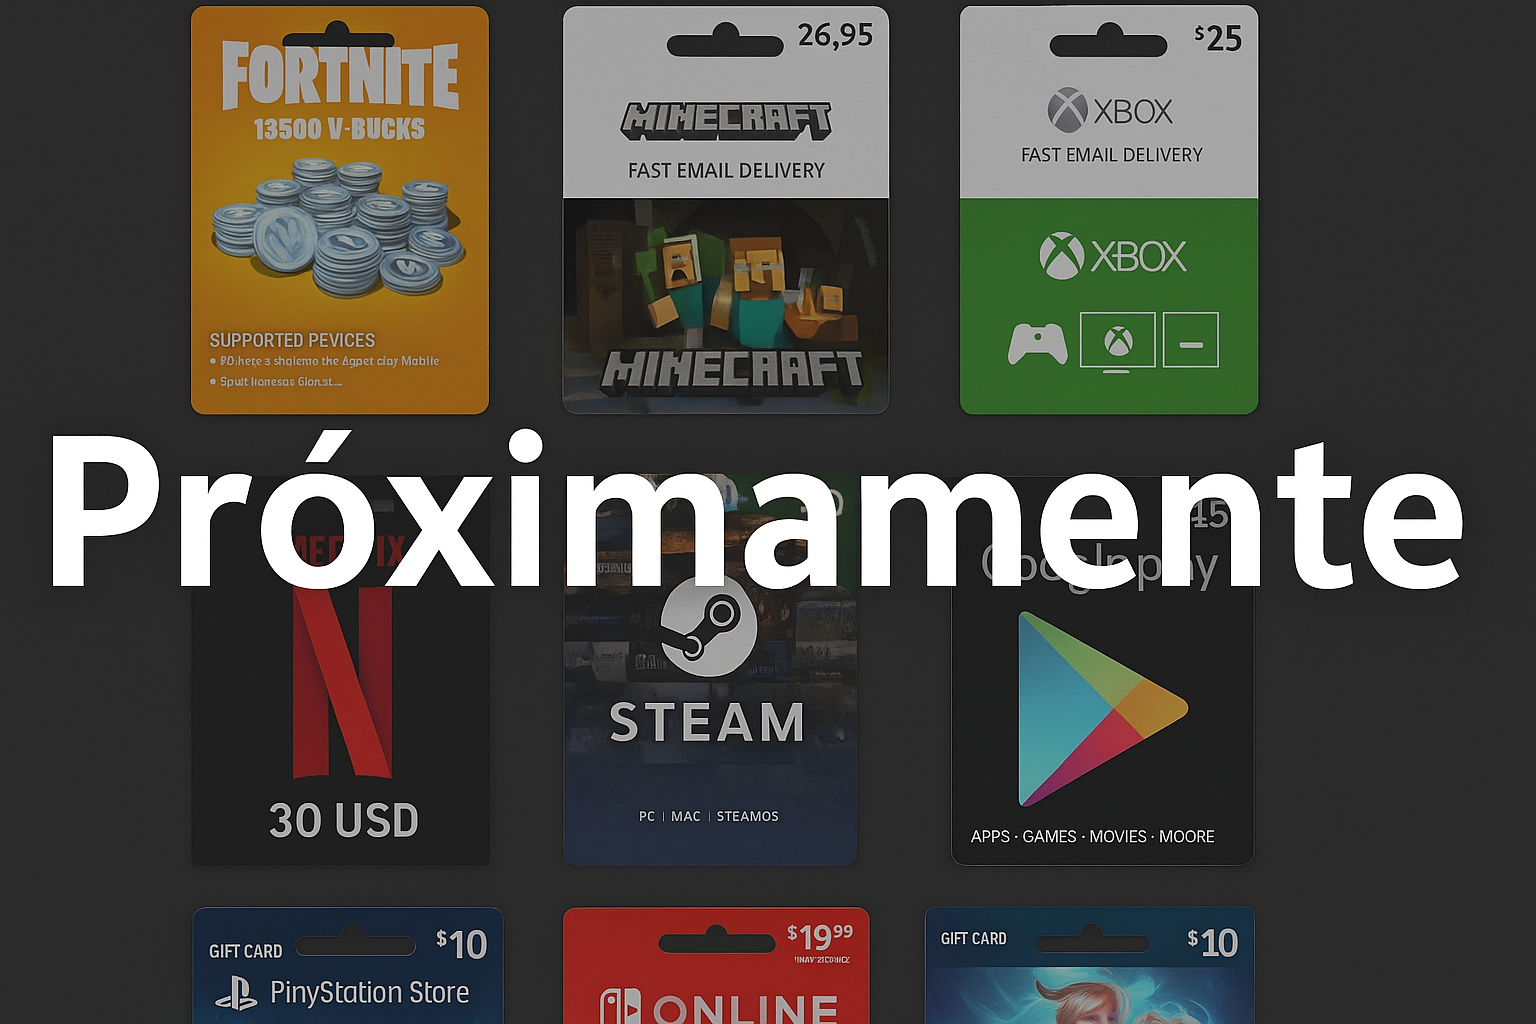 FORTNITE
13500 V-BUCKS
SUPPORTED PEVICES
26,95
MINECRAFT
FAST EMAIL DELIVERY
MINECRAFT
$25
XBOX
FAST EMAIL DELIVERY
XBOX
Próximamente
30 USD
STEAM
PC | MAC | STEAMOS
APPS · GAMES · MOVIES · MOORE
GIFT CARD
$10
PinyStation Store
$1999
ONLINE
GIFT CARD
$10